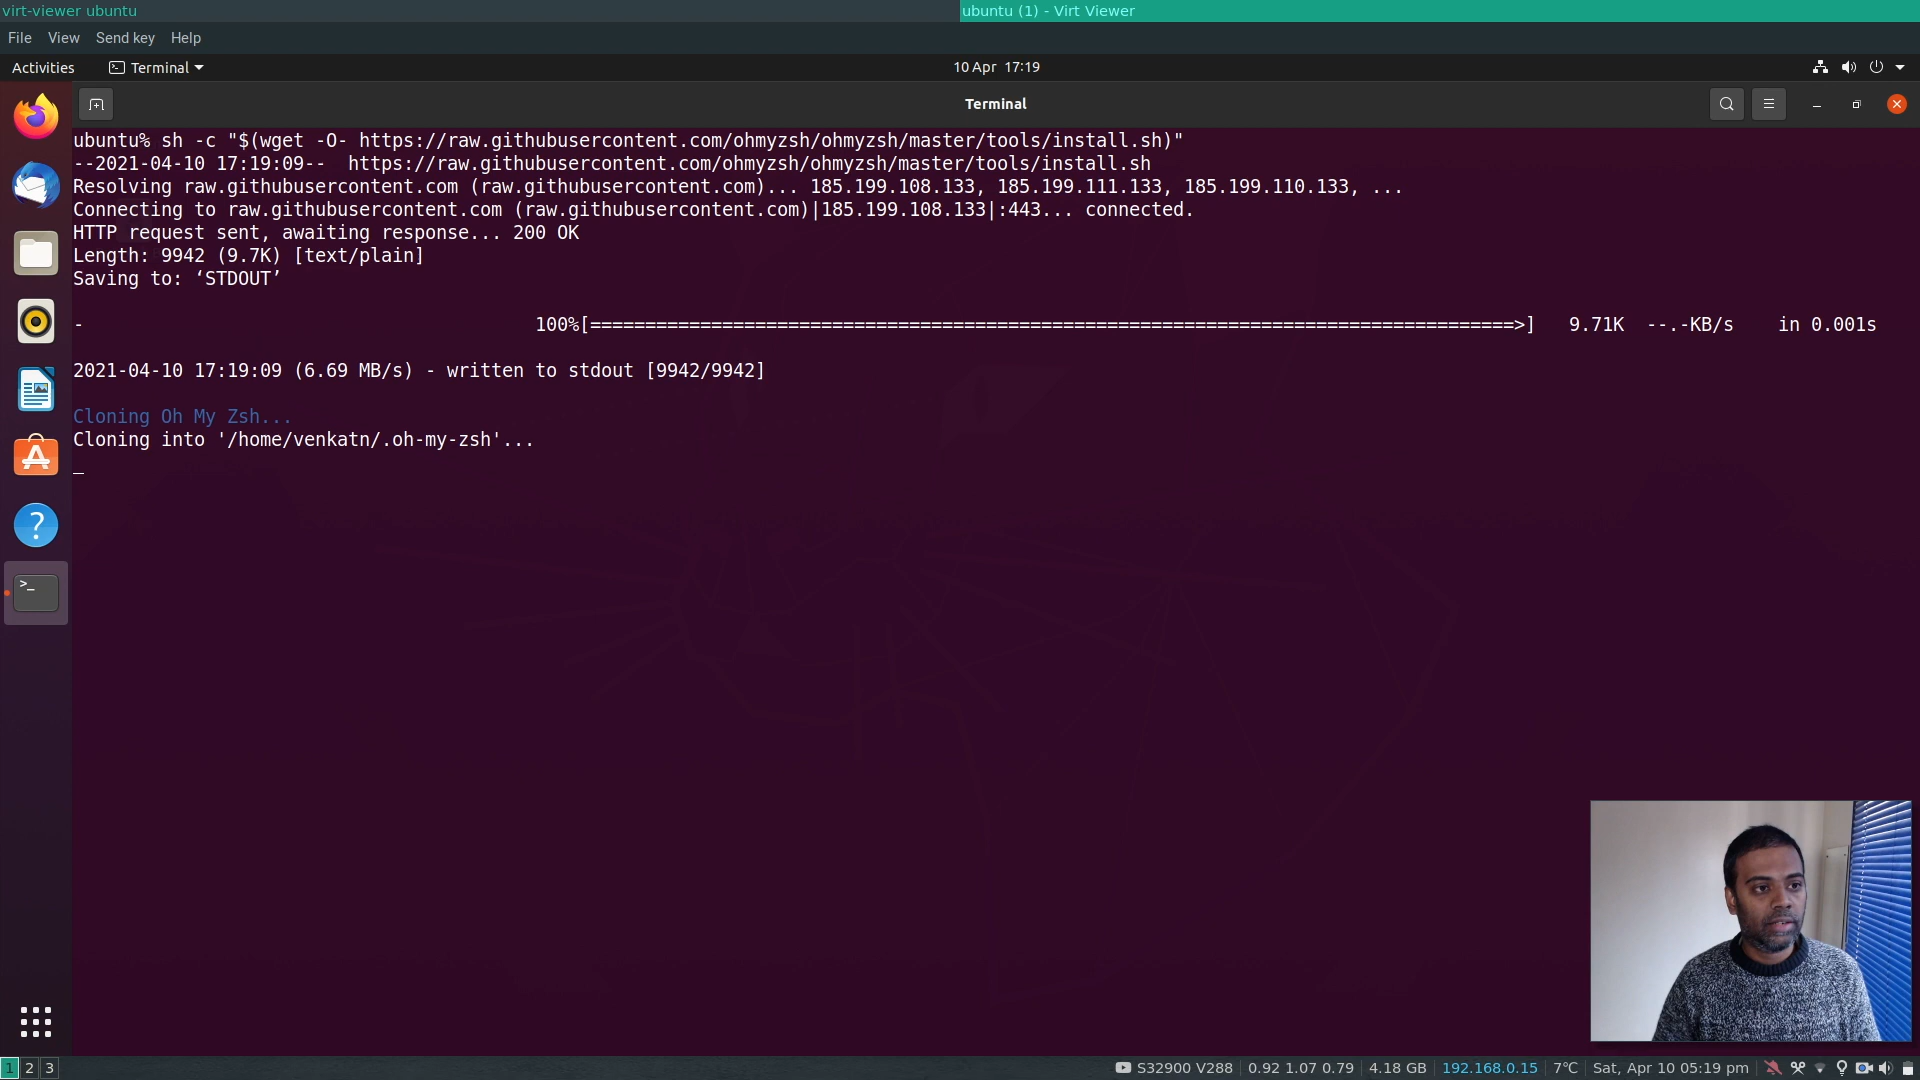 virt-viewer ubuntu
ubuntu (1) - Virt Viewer
File View Send key Help
Activities Terminal 10 Apr 17:19
Terminal
ubuntu% sh -c "$(wget -O- https://raw.githubusercontent.com/ohmyzsh/ohmyzsh/master/tools/install.sh)"
--2021-04-10 17:19:09-- https://raw.githubusercontent.com/ohmyzsh/ohmyzsh/master/tools/install.sh
Resolving raw.githubusercontent.com (raw.githubusercontent.com)... 185.199.108.133, 185.199.111.133, 185.199.110.133, ...
Connecting to raw.githubusercontent.com (raw.githubusercontent.com)|185.199.108.133|:443... connected.
HTTP request sent, awaiting response... 200 OK
Length: 9942 (9.7K) [text/plain]
Saving to: ‘STDOUT’
- 100%[====================================================================================>] 9.71K --.-KB/s in 0.001s
2021-04-10 17:19:09 (6.69 MB/s) - written to stdout [9942/9942]
Cloning Oh My Zsh...
Cloning into '/home/venkatn/.oh-my-zsh'...
_
>_
1 2 3 S32900 V288 0.92 1.07 0.79 4.18 GB 192.168.0.15 7°C Sat, Apr 10 05:19 pm